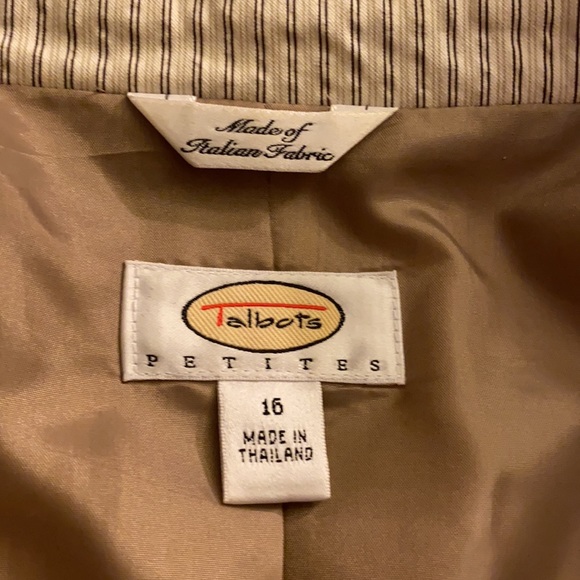 Made of
Italian Fabric
Talbots
PETITES
16
MADE IN
THAILAND